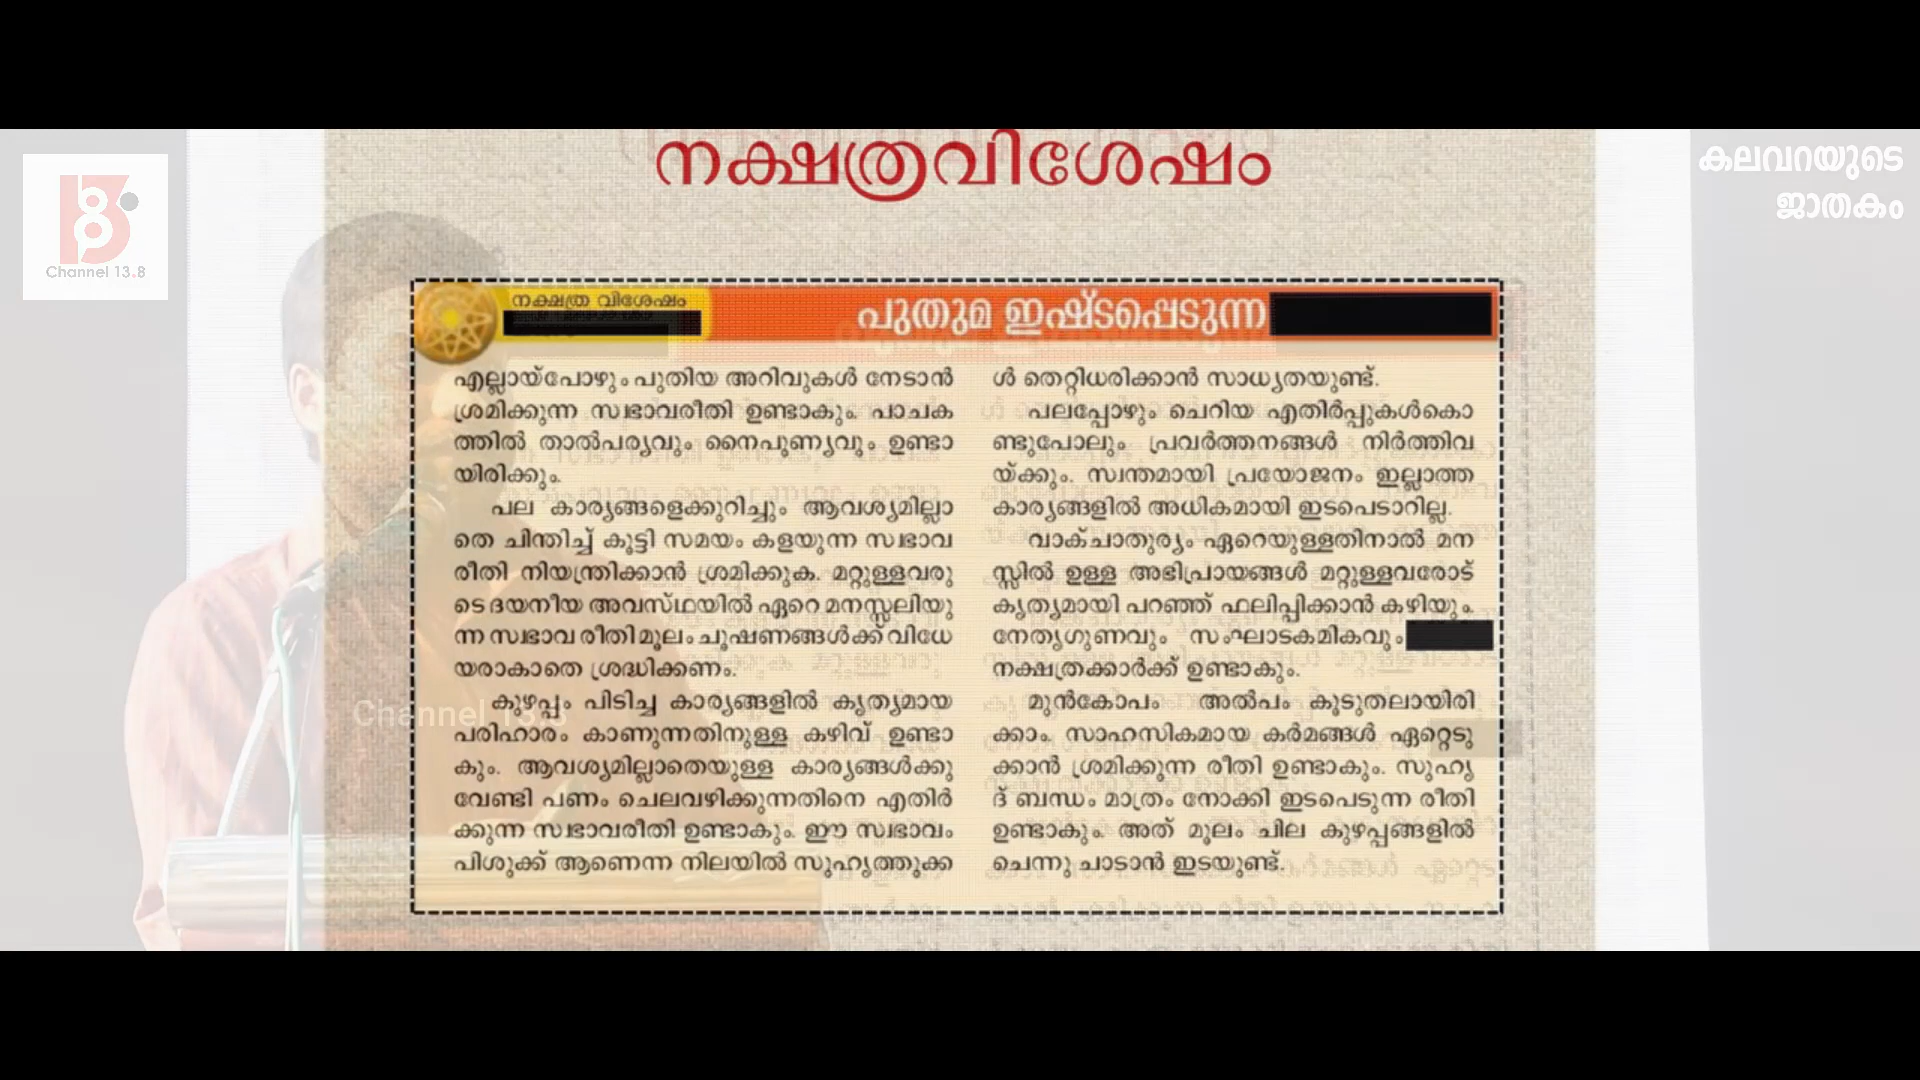 നക്ഷത്രവിശേഷം
കലവറയുടെ
ജാതകം
Channel 13.8
നക്ഷത്ര വിശേഷം
പുതുമ ഇഷ്ടപ്പെടുന്ന
എല്ലായ്പോഴും പുതിയ അറിവുകൾ നേടാൻ
ശ്രമിക്കുന്ന സ്വഭാവരീതി ഉണ്ടാകും. പാചക
ത്തിൽ താൽപര്യവും നൈപുണ്യവും ഉണ്ടാ
യിരിക്കും.
പല കാര്യങ്ങളെക്കുറിച്ചും ആവശ്യമില്ലാ
തെ ചിന്തിച്ച് കൂട്ടി സമയം കളയുന്ന സ്വഭാവ
രീതി നിയന്ത്രിക്കാൻ ശ്രമിക്കുക. മറ്റുള്ളവരു
ടെ ദയനീയ അവസ്ഥയിൽ ഏറെ മനസ്സലിയു
ന്ന സ്വഭാവ രീതി മൂലം ചൂഷണങ്ങൾക്ക് വിധേ
യരാകാതെ ശ്രദ്ധിക്കണം.
കുഴപ്പം പിടിച്ച കാര്യങ്ങളിൽ കൃത്യമായ
പരിഹാരം കാണുന്നതിനുള്ള കഴിവ് ഉണ്ടാ
കും. ആവശ്യമില്ലാതെയുള്ള കാര്യങ്ങൾക്കു
വേണ്ടി പണം ചെലവഴിക്കുന്നതിനെ എതിർ
ക്കുന്ന സ്വഭാവരീതി ഉണ്ടാകും. ഈ സ്വഭാവം
പിശുക്ക് ആണെന്ന നിലയിൽ സുഹൃത്തുക്ക
ൾ തെറ്റിധരിക്കാൻ സാധ്യതയുണ്ട്.
പലപ്പോഴും ചെറിയ എതിർപ്പുകൾകൊ
ണ്ടുപോലും പ്രവർത്തനങ്ങൾ നിർത്തിവ
യ്ക്കും. സ്വന്തമായി പ്രയോജനം ഇല്ലാത്ത
കാര്യങ്ങളിൽ അധികമായി ഇടപെടാറില്ല.
വാക്ചാതുര്യം ഏറെയുള്ളതിനാൽ മന
സ്സിൽ ഉള്ള അഭിപ്രായങ്ങൾ മറ്റുള്ളവരോട്
കൃത്യമായി പറഞ്ഞ് ഫലിപ്പിക്കാൻ കഴിയും.
നേതൃഗുണവും സംഘാടകമികവും
നക്ഷത്രക്കാർക്ക് ഉണ്ടാകും.
മുൻകോപം അൽപം കൂടുതലായിരി
ക്കാം. സാഹസികമായ കർമങ്ങൾ ഏറ്റെടു
ക്കാൻ ശ്രമിക്കുന്ന രീതി ഉണ്ടാകും. സുഹൃ
ദ് ബന്ധം മാത്രം നോക്കി ഇടപെടുന്ന രീതി
ഉണ്ടാകും. അത് മൂലം ചില കുഴപ്പങ്ങളിൽ
ചെന്നു ചാടാൻ ഇടയുണ്ട്.
Channel 13.8